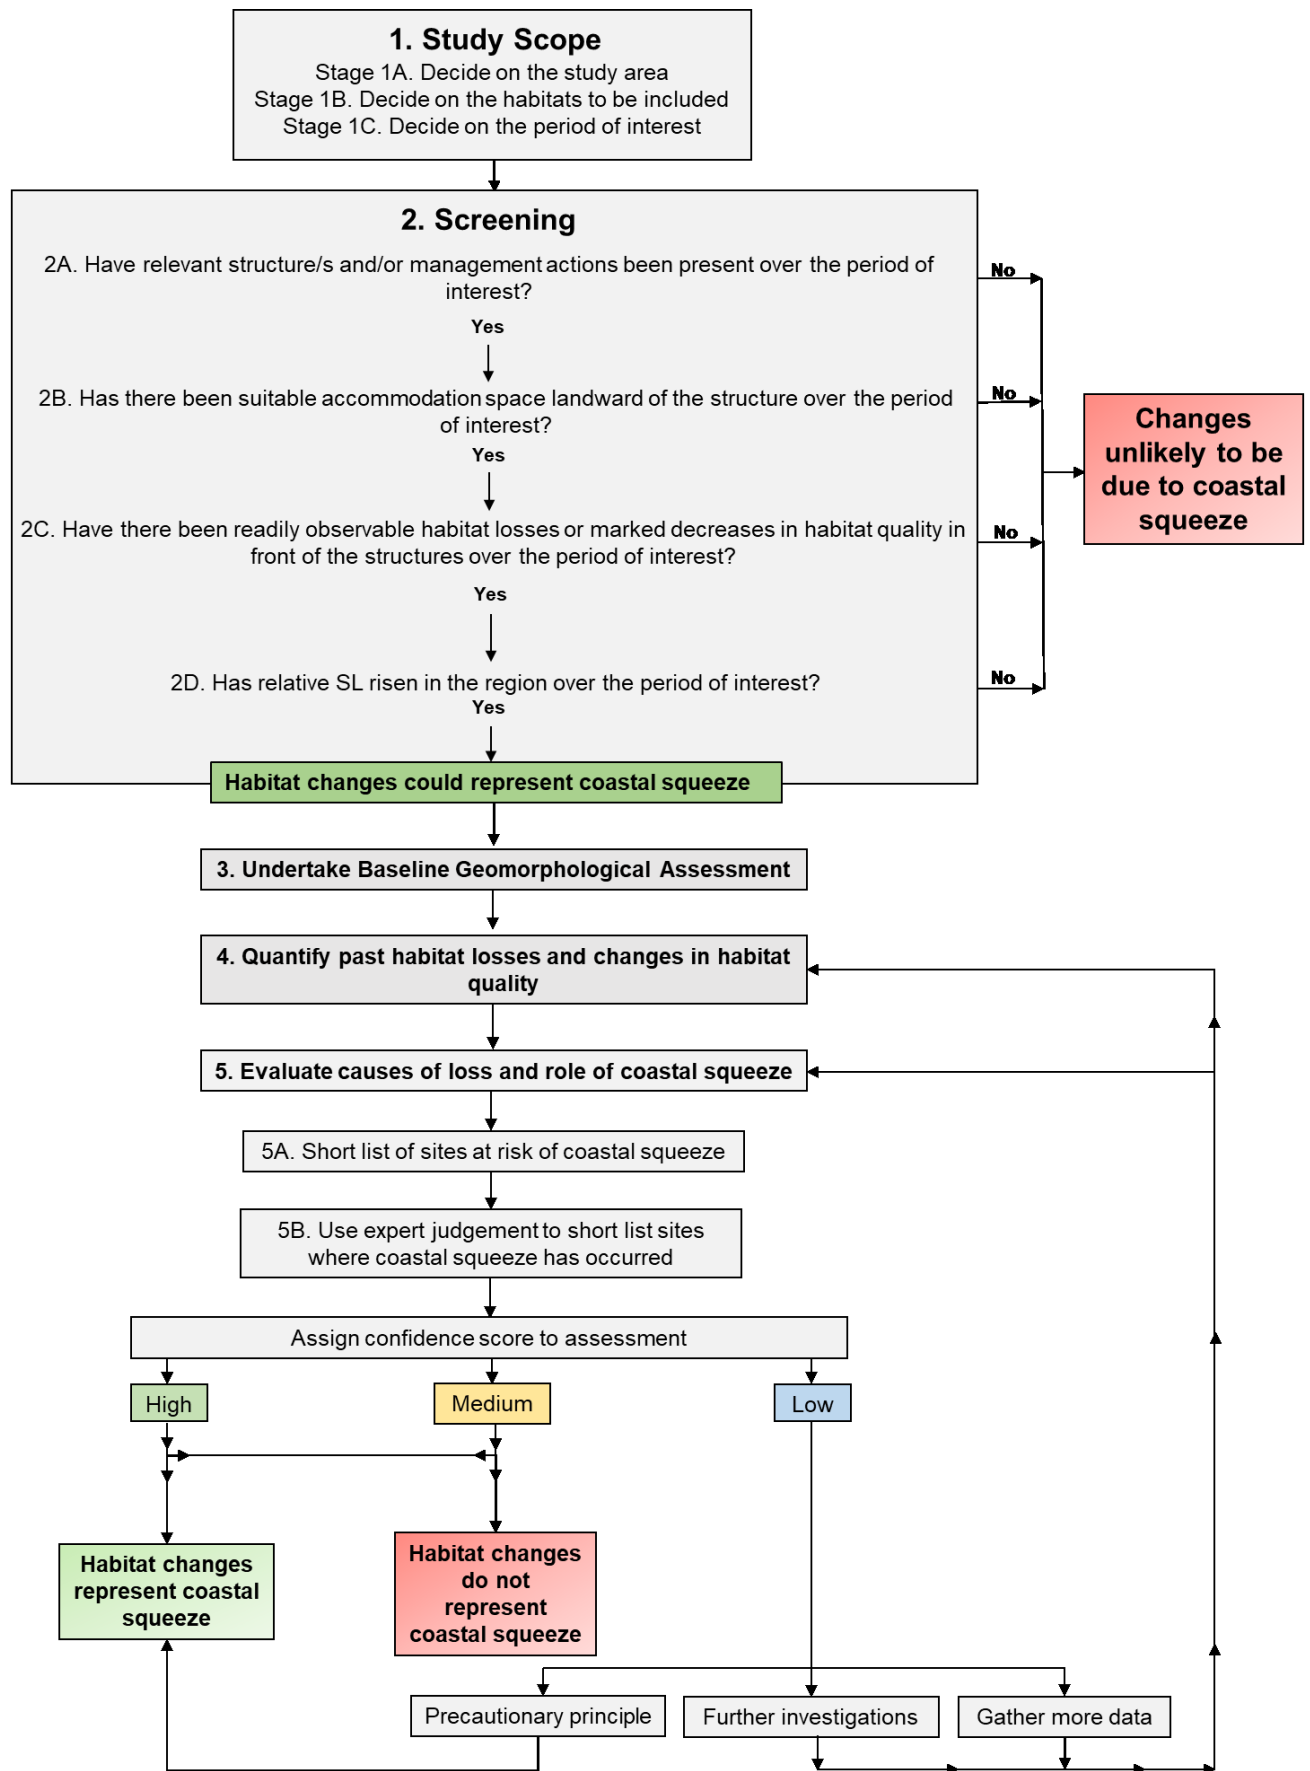 1. Study Scope
Stage 1A. Decide on the study area
Stage 1B. Decide on the habitats to be included
Stage 1C. Decide on the period of interest
2. Screening
2A. Have relevant structure/s and/or management actions been present over the period of
interest?
No
Yes
2B. Has there been suitable accommodation space landward of the structure over the period
of interest?
No
Yes
2C. Have there been readily observable habitat losses or marked decreases in habitat quality in
front of the structures over the period of interest?
No
Yes
2D. Has relative SL risen in the region over the period of interest?
No
Yes
Changes
unlikely to be
due to coastal
squeeze
Habitat changes could represent coastal squeeze
3. Undertake Baseline Geomorphological Assessment
4. Quantify past habitat losses and changes in habitat
quality
5. Evaluate causes of loss and role of coastal squeeze
5A. Short list of sites at risk of coastal squeeze
5B. Use expert judgement to short list sites
where coastal squeeze has occurred
Assign confidence score to assessment
High
Medium
Low
Habitat changes
represent coastal
squeeze
Habitat changes
do not
represent
coastal squeeze
Precautionary principle
Further investigations
Gather more data